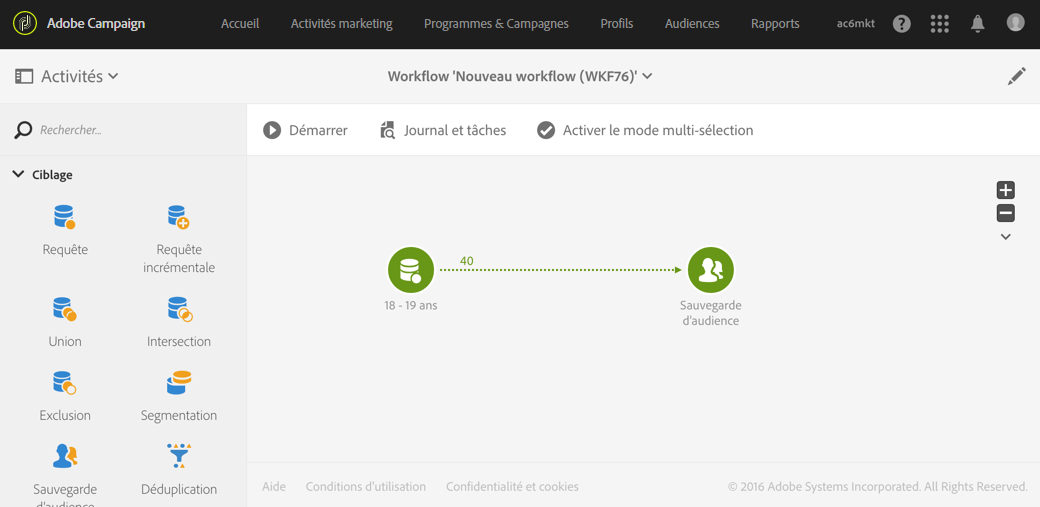 Adobe Campaign
Accueil
Activités marketing
Programmes & Campagnes
Profils
Audiences
Rapports
ac6mkt
?
Activités
Workflow 'Nouveau workflow (WKF76)'
Rechercher...
Démarrer
Journal et tâches
Activer le mode multi-sélection
Ciblage
Requête
Requête
incrémentale
Union
Intersection
Exclusion
Segmentation
Sauvegarde
d'audience
Déduplication
40
18 - 19 ans
Sauvegarde
d'audience
Aide
Conditions d'utilisation
Confidentialité et cookies
© 2016 Adobe Systems Incorporated. All Rights Reserved.